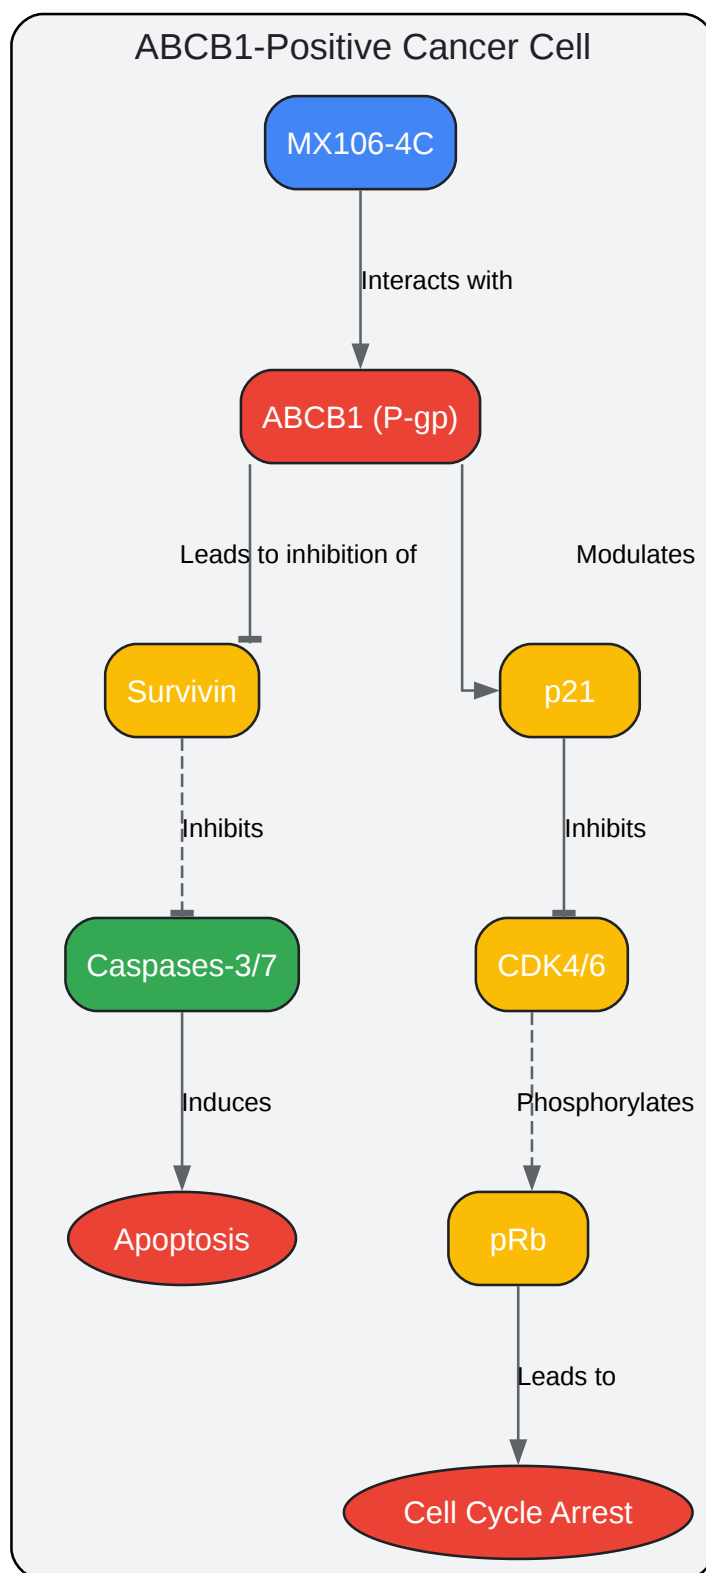 ABCB1-Positive Cancer Cell
MX106-4C
Interacts with
ABCB1 (P-gp)
Leads to inhibition of
Modulates
Survivin
p21
Inhibits
Inhibits
Caspases-3/7
CDK4/6
Induces
Phosphorylates
Apoptosis
pRb
Leads to
Cell Cycle Arrest